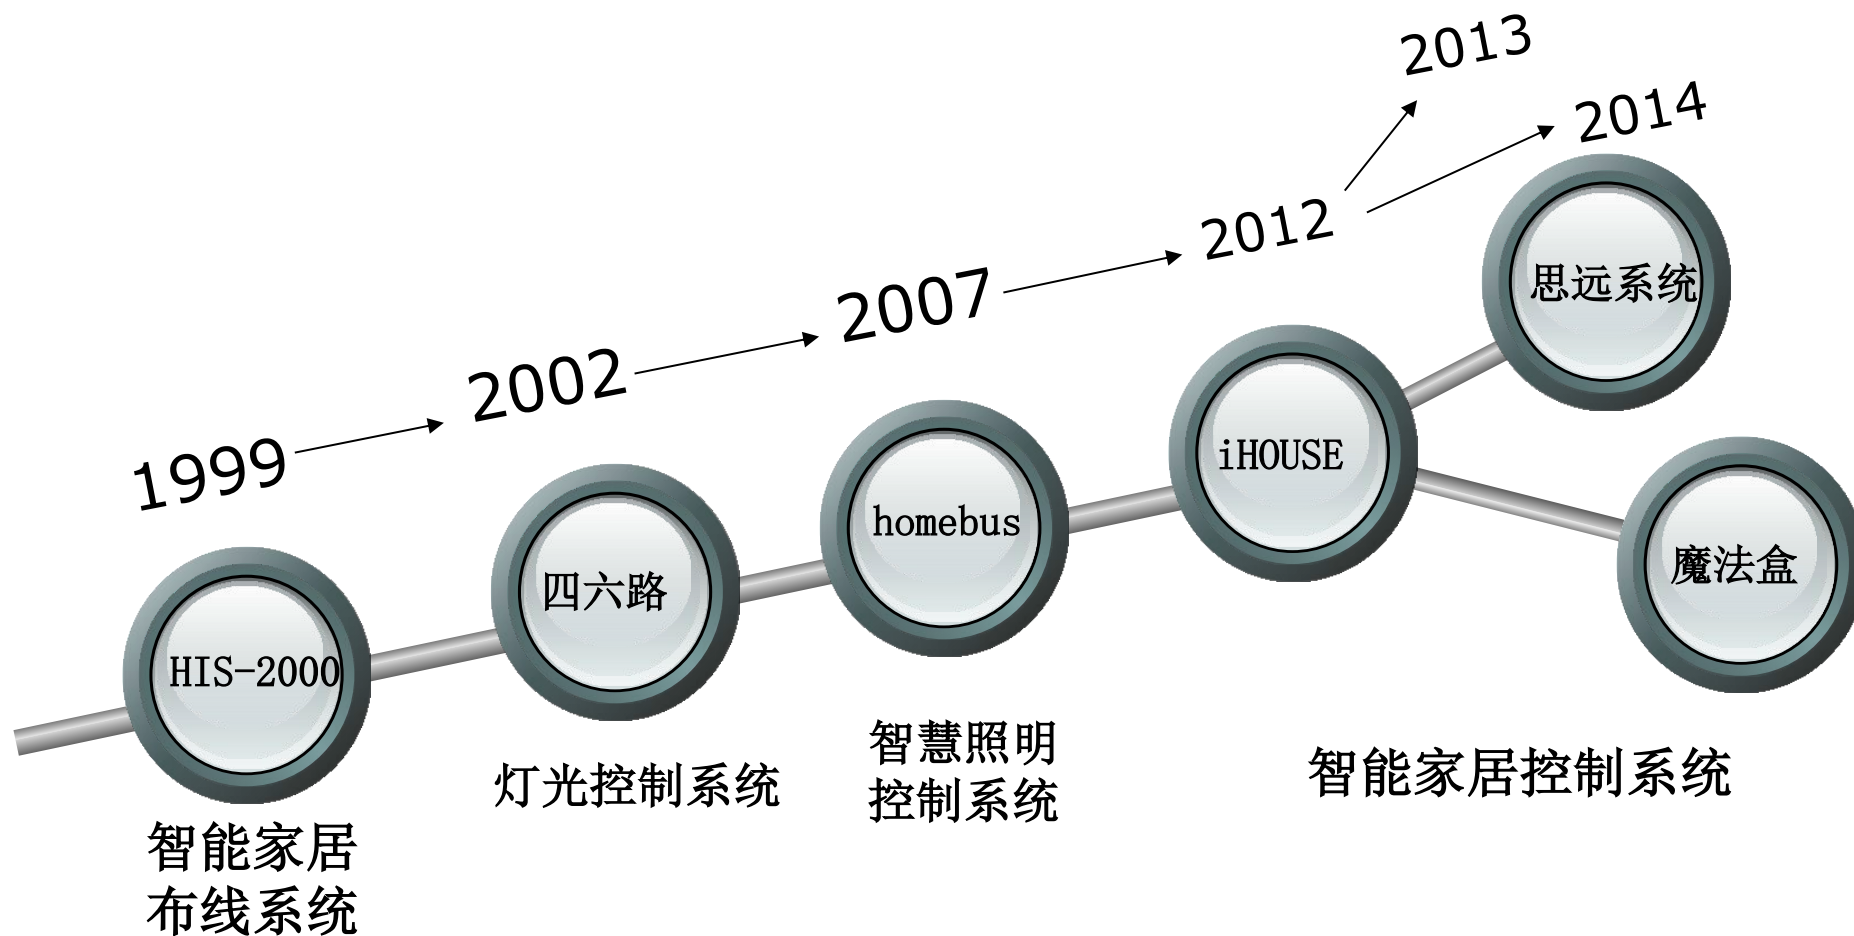 1999
2002
2007
2012
2013
2014
HIS-2000
四六路
homebus
iHOUSE
思远系统
魔法盒
智能家居
布线系统
灯光控制系统
智慧照明
控制系统
智能家居控制系统